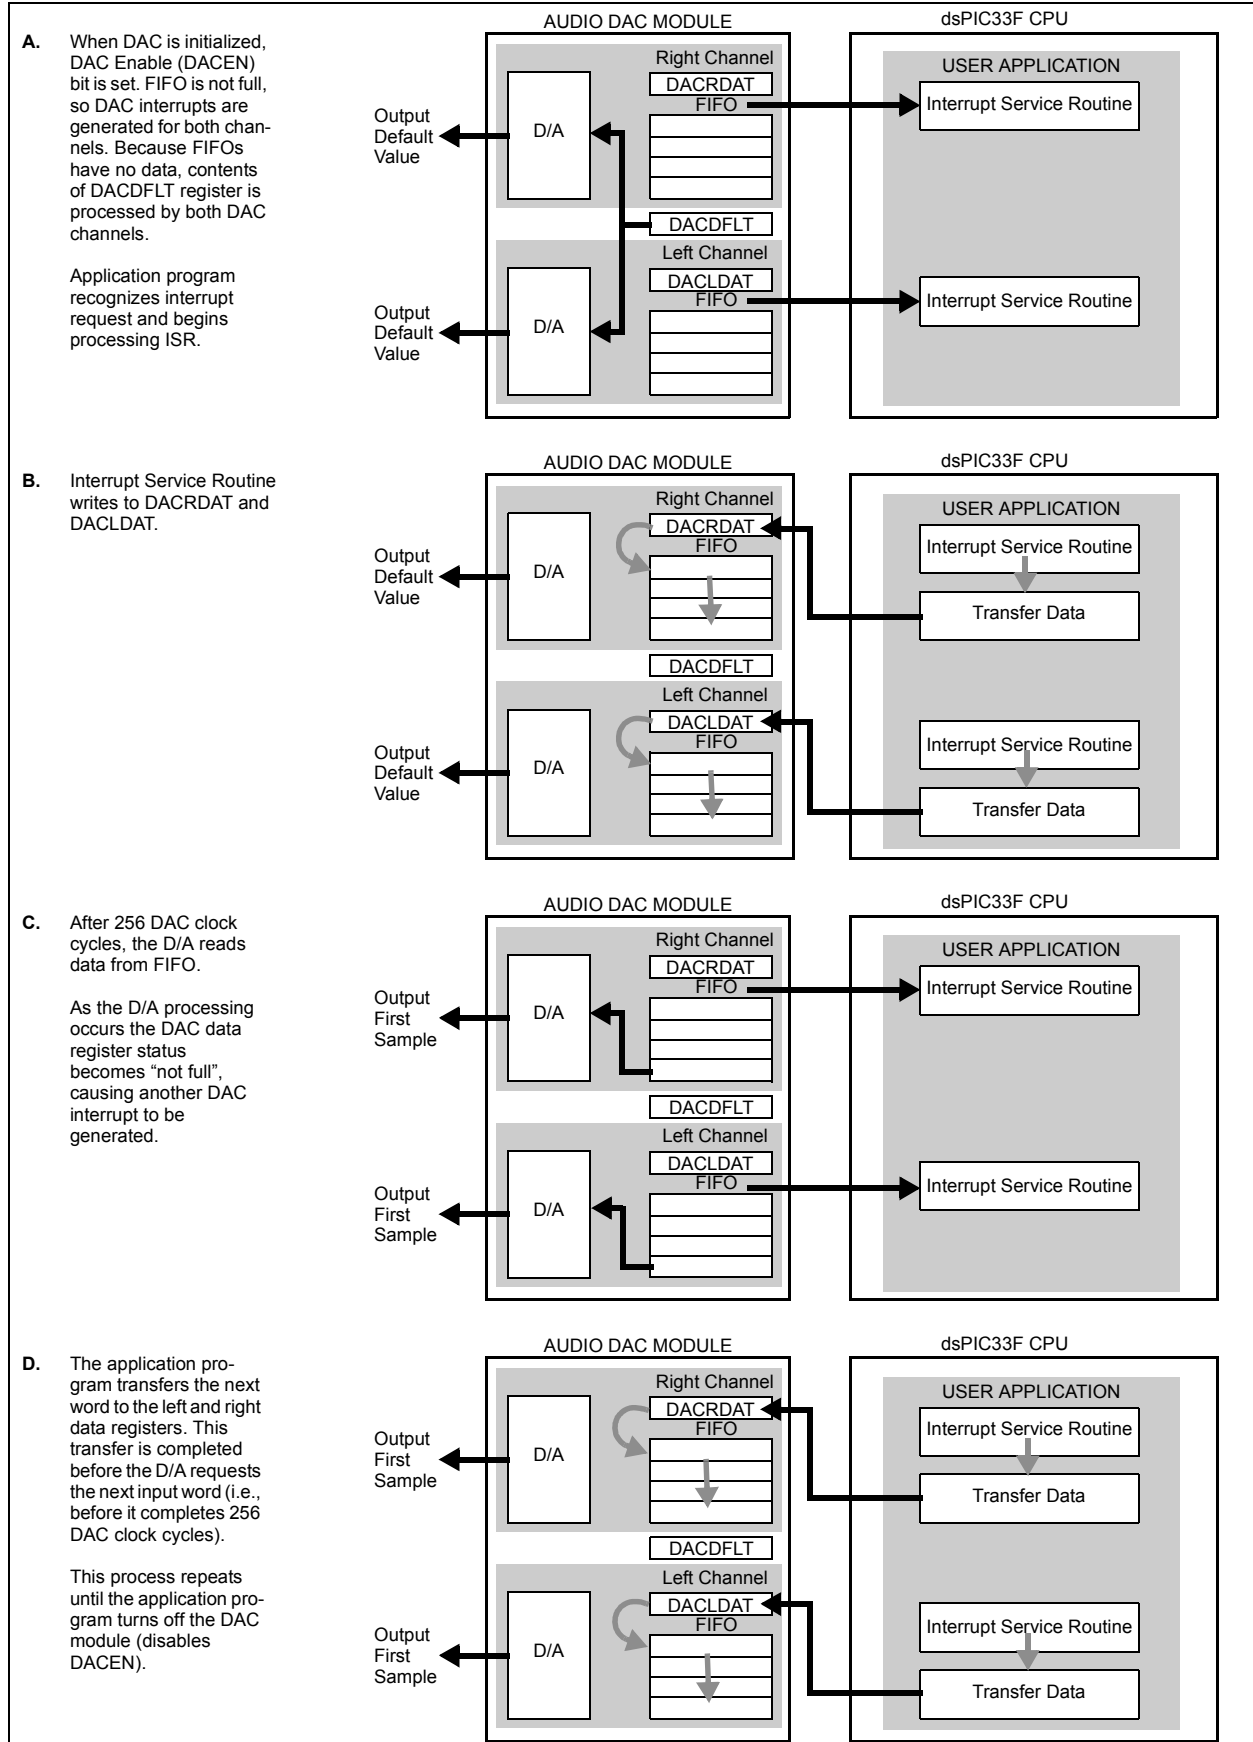 A.
When DAC is initialized,
DAC Enable (DACEN)
bit is set. FIFO is not full,
so DAC interrupts are
generated for both chan-
nels. Because FIFOs
have no data, contents
of DACDFLT register is
processed by both DAC
channels.
Application program
recognizes interrupt
request and begins
processing ISR.
AUDIO DAC MODULE
Right Channel
DACRDAT
FIFO
D/A
Output
Default
Value
DACDFLT
Left Channel
DACLDAT
FIFO
D/A
Output
Default
Value
dsPIC33F CPU
USER APPLICATION
Interrupt Service Routine
Interrupt Service Routine
B.
Interrupt Service Routine
writes to DACRDAT and
DACLDAT.
AUDIO DAC MODULE
Right Channel
DACRDAT
FIFO
D/A
Output
Default
Value
DACDFLT
Left Channel
DACLDAT
FIFO
D/A
Output
Default
Value
dsPIC33F CPU
USER APPLICATION
Interrupt Service Routine
Transfer Data
Interrupt Service Routine
Transfer Data
C.
After 256 DAC clock
cycles, the D/A reads
data from FIFO.
As the D/A processing
occurs the DAC data
register status
becomes “not full”,
causing another DAC
interrupt to be
generated.
AUDIO DAC MODULE
Right Channel
DACRDAT
FIFO
D/A
Output
First
Sample
DACDFLT
Left Channel
DACLDAT
FIFO
D/A
Output
First
Sample
dsPIC33F CPU
USER APPLICATION
Interrupt Service Routine
Interrupt Service Routine
D.
The application pro-
gram transfers the next
word to the left and right
data registers. This
transfer is completed
before the D/A requests
the next input word (i.e.,
before it completes 256
DAC clock cycles).
This process repeats
until the application pro-
gram turns off the DAC
module (disables
DACEN).
AUDIO DAC MODULE
Right Channel
DACRDAT
FIFO
D/A
Output
First
Sample
DACDFLT
Left Channel
DACLDAT
FIFO
D/A
Output
First
Sample
dsPIC33F CPU
USER APPLICATION
Interrupt Service Routine
Transfer Data
Interrupt Service Routine
Transfer Data